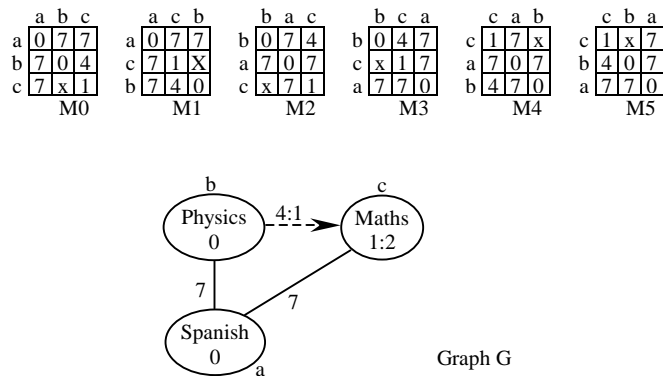 a b c
a 0 7 7
b 7 0 4
c 7 x 1
M0
a c b
a 0 7 7
c 7 1 X
b 7 4 0
M1
b a c
b 0 7 4
a 7 0 7
c x 7 1
M2
b c a
b 0 4 7
c x 1 7
a 7 7 0
M3
c a b
c 1 7 x
a 7 0 7
b 4 7 0
M4
c b a
c 1 x 7
b 4 0 7
a 7 7 0
M5
b
c
Physics
0
4:1
Maths
1:2
7
7
Spanish
0
a
Graph G